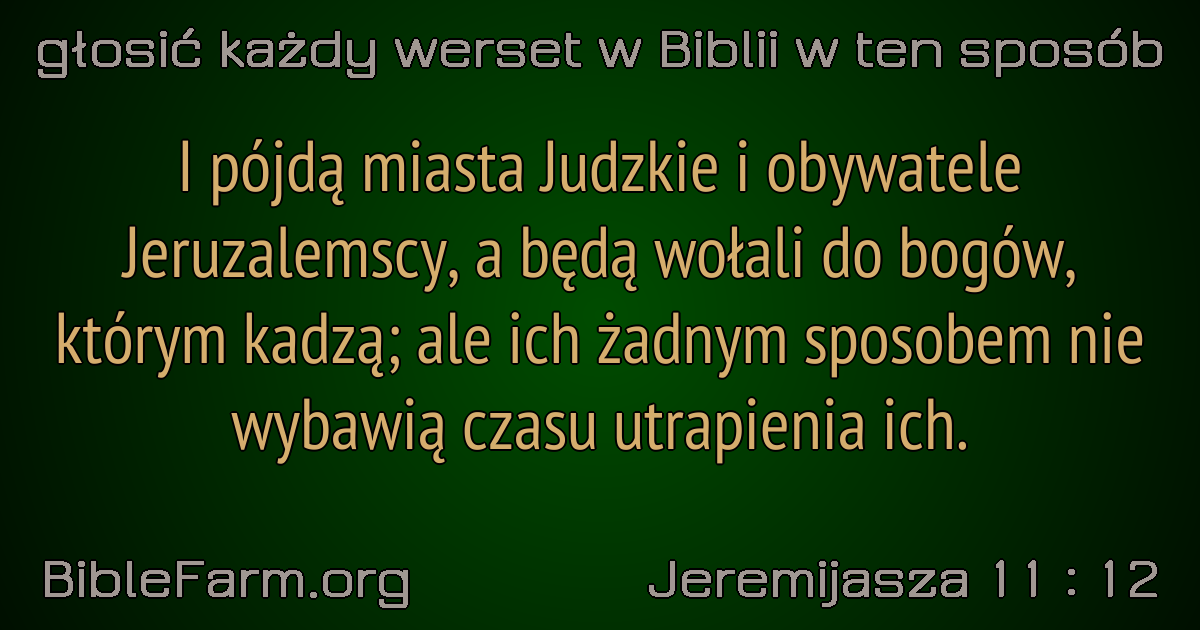 głosić każdy werset w Biblii w ten sposób
I pójdą miasta Judzkie i obywatele
Jeruzalemscy, a będą wołali do bogów,
którym kadzą; ale ich żadnym sposobem nie
wybawią czasu utrapienia ich.
BibleFarm.org
Jeremijasza 11 : 12